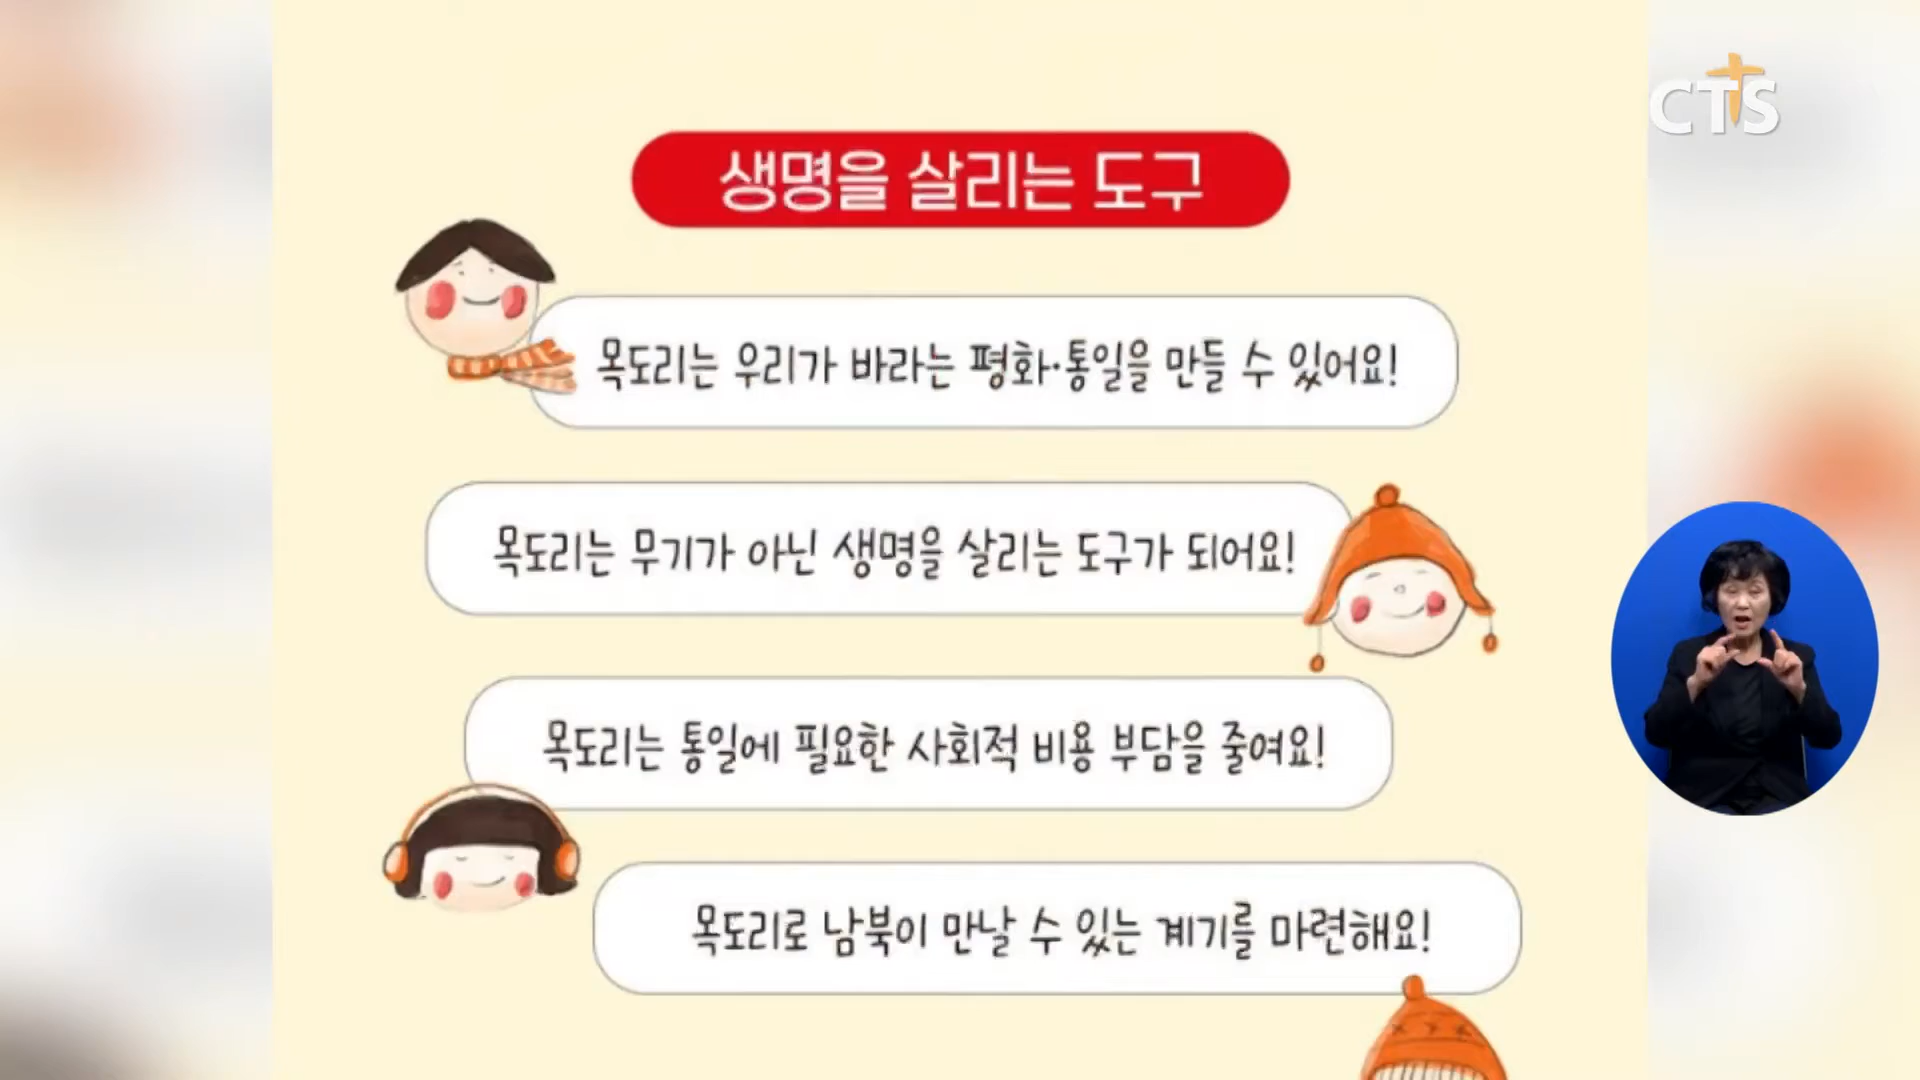 CTS
생명을 살리는 도구
목도리는 우리가 바라는 평화·통일을 만들 수 있어요!
목도리는 무기가 아닌 생명을 살리는 도구가 되어요!
목도리는 통일에 필요한 사회적 비용 부담을 줄여요!
목도리로 남북이 만날 수 있는 계기를 마련해요!